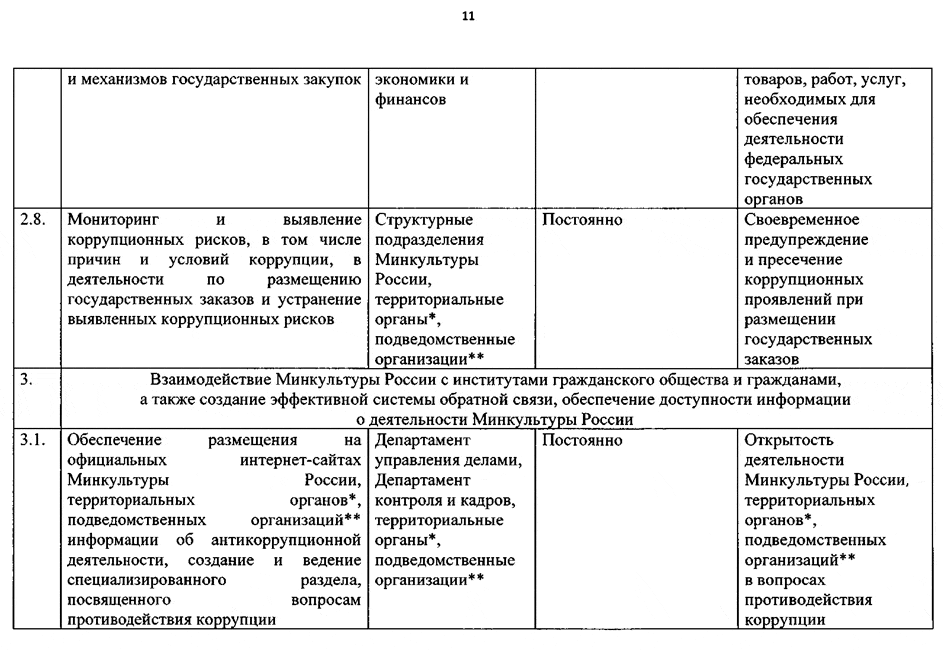 11
и механизмов государственных закупок
экономики и
финансов
товаров, работ, услуг,
необходимых для
обеспечения
деятельности
федеральных
государственных
органов
2.8.
Мониторинг и выявление
коррупционных рисков, в том числе
причин и условий коррупции, в
деятельности по размещению
государственных заказов и устранение
выявленных коррупционных рисков
Структурные
подразделения
Минкультуры
России,
территориальные
органы*,
подведомственные
организации**
Постоянно
Своевременное
предупреждение
и пресечение
коррупционных
проявлений при
размещении
государственных
заказов
3.
Взаимодействие Минкультуры России с институтами гражданского общества и гражданами,
а также создание эффективной системы обратной связи, обеспечение доступности информации
о деятельности Минкультуры России
3.1.
Обеспечение размещения на
официальных интернет-сайтах
Минкультуры России,
территориальных органов*,
подведомственных организаций**
информации об антикоррупционной
деятельности, создание и ведение
специализированного раздела,
посвященного вопросам
противодействия коррупции
Департамент
управления делами,
Департамент
контроля и кадров,
территориальные
органы*,
подведомственные
организации**
Постоянно
Открытость
деятельности
Минкультуры России,
территориальных
органов*,
подведомственных
организаций**
в вопросах
противодействия
коррупции